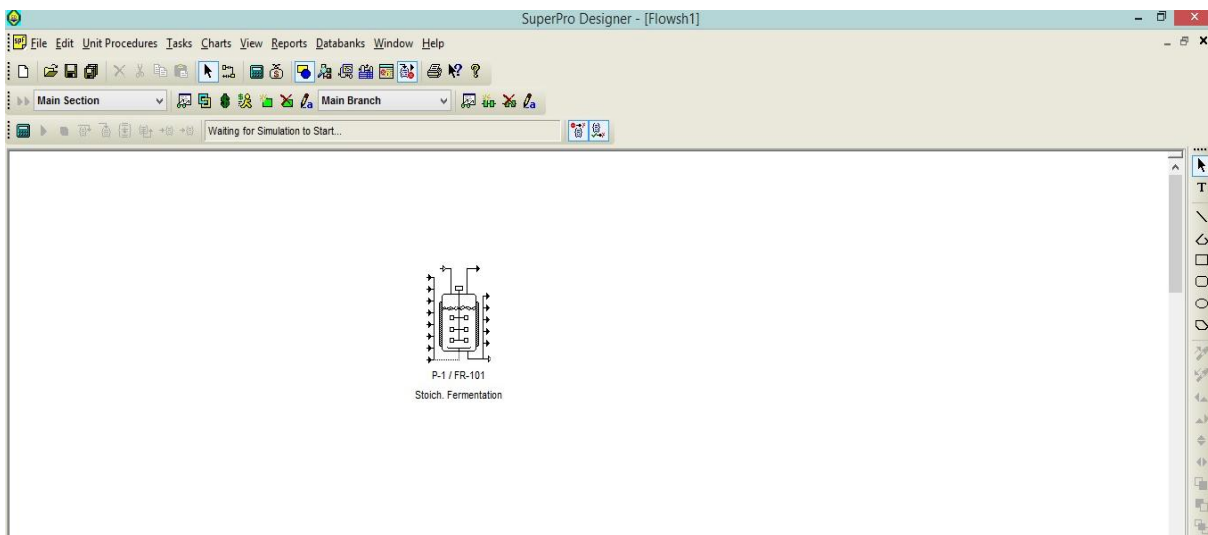 SuperPro Designer - [Flowsh1]
File Edit Unit Procedures Tasks Charts View Reports Databanks Window Help
Main Section Main Branch
Waiting for Simulation to Start...
T
P-1 / FR-101
Stoich. Fermentation